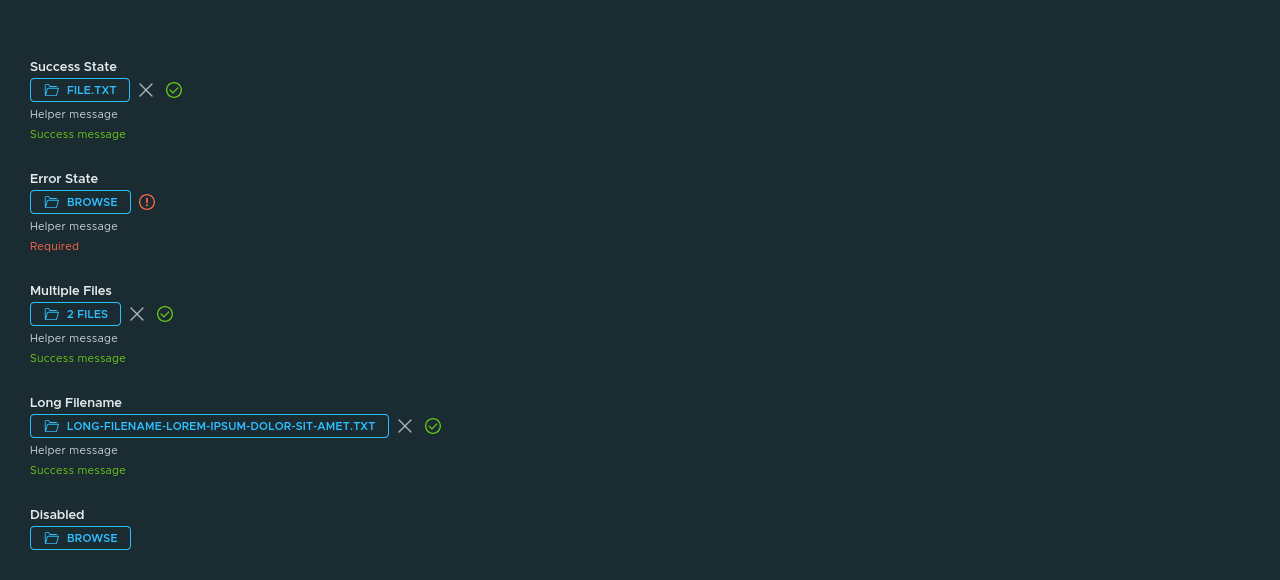 Success State
FILE.TXT
Helper message
Success message
Error State
BROWSE
Helper message
Required
Multiple Files
2 FILES
Helper message
Success message
Long Filename
LONG-FILENAME-LOREM-IPSUM-DOLOR-SIT-AMET.TXT
Helper message
Success message
Disabled
BROWSE